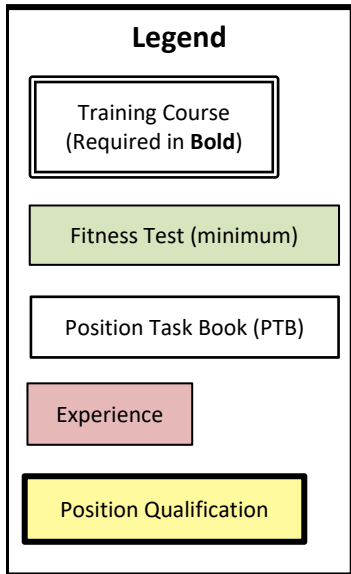 Legend
Training Course
(Required in Bold)
Fitness Test (minimum)
Position Task Book (PTB)
Experience
Position Qualification